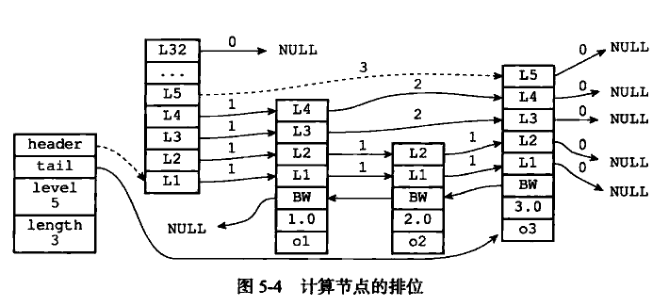 L32
0
NULL
...
L5
L4
L3
L2
L1
1
1
1
1
3
header
tail
level
5
length
3
NULL
L4
L3
L2
L1
BW
1.0
o1
2
2
1
1
L2
L1
BW
2.0
o2
1
1
L5
L4
L3
L2
L1
BW
3.0
o3
0
NULL
0
NULL
0
NULL
0
NULL
0
NULL
图 5-4 计算节点的排位